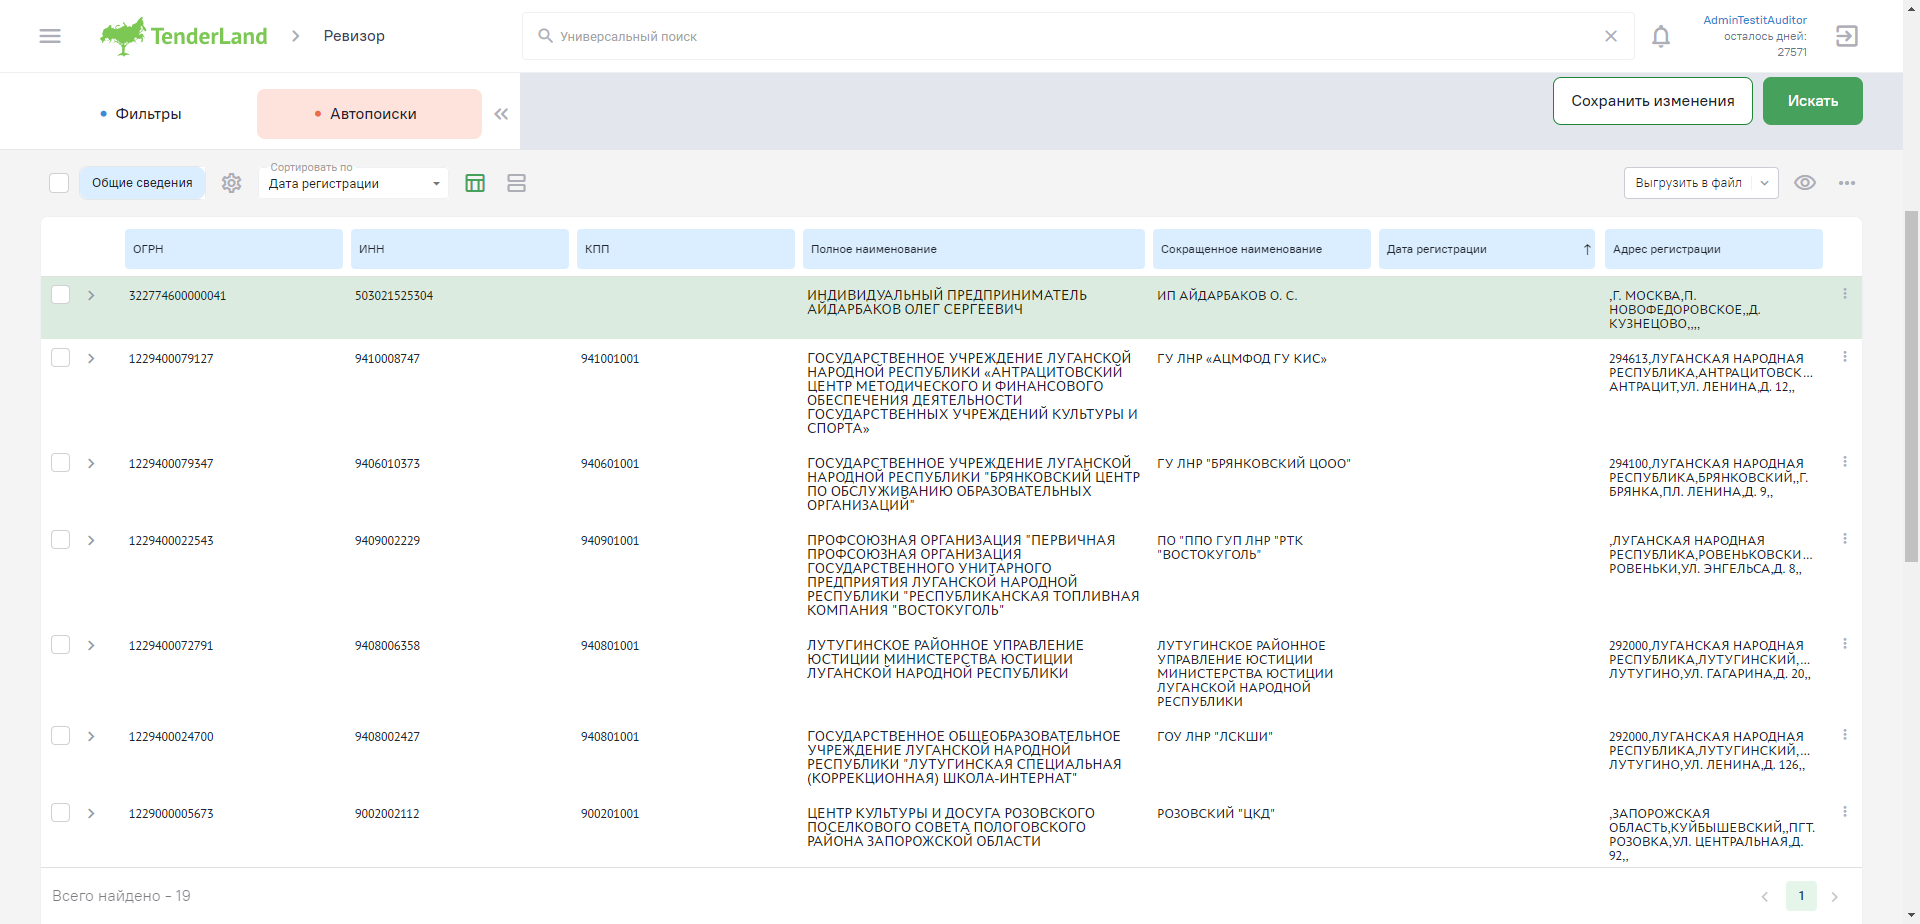 TenderLand
Ревизор
Универсальный поиск
AdminTestitAuditor
осталось дней:
27571
Фильтры
Автопоиски
Сохранить изменения
Искать
Общие сведения
Сортировать по
Дата регистрации
Выгрузить в файл
ОГРН
ИНН
КПП
Полное наименование
Сокращенное наименование
Дата регистрации
Адрес регистрации
322774600000041
503021525304
ИНДИВИДУАЛЬНЫЙ ПРЕДПРИНИМАТЕЛЬ
АЙДАРБАКОВ ОЛЕГ СЕРГЕЕВИЧ
ИП АЙДАРБАКОВ О. С.
,Г. МОСКВА,П.
НОВОФЕДОРОВСКОЕ,,Д.
КУЗНЕЦОВО,,,,
1229400079127
9410008747
941001001
ГОСУДАРСТВЕННОЕ УЧРЕЖДЕНИЕ ЛУГАНСКОЙ
НАРОДНОЙ РЕСПУБЛИКИ «АНТРАЦИТОВСКИЙ
ЦЕНТР МЕТОДИЧЕСКОГО И ФИНАНСОВОГО
ОБЕСПЕЧЕНИЯ ДЕЯТЕЛЬНОСТИ
ГОСУДАРСТВЕННЫХ УЧРЕЖДЕНИЙ КУЛЬТУРЫ И
СПОРТА»
ГУ ЛНР «АЦМФОД ГУ КИС»
294613,ЛУГАНСКАЯ НАРОДНАЯ
РЕСПУБЛИКА,АНТРАЦИТОВСК...
АНТРАЦИТ,УЛ. ЛЕНИНА,Д. 12,,
1229400079347
9406010373
940601001
ГОСУДАРСТВЕННОЕ УЧРЕЖДЕНИЕ ЛУГАНСКОЙ
НАРОДНОЙ РЕСПУБЛИКИ "БРЯНКОВСКИЙ ЦЕНТР
ПО ОБСЛУЖИВАНИЮ ОБРАЗОВАТЕЛЬНЫХ
ОРГАНИЗАЦИЙ"
ГУ ЛНР "БРЯНКОВСКИЙ ЦООО"
294100,ЛУГАНСКАЯ НАРОДНАЯ
РЕСПУБЛИКА,БРЯНКОВСКИЙ,,Г.
БРЯНКА,ПЛ. ЛЕНИНА,Д. 9,,
1229400022543
9409002229
940901001
ПРОФСОЮЗНАЯ ОРГАНИЗАЦИЯ "ПЕРВИЧНАЯ
ПРОФСОЮЗНАЯ ОРГАНИЗАЦИЯ
ГОСУДАРСТВЕННОГО УНИТАРНОГО
ПРЕДПРИЯТИЯ ЛУГАНСКОЙ НАРОДНОЙ
РЕСПУБЛИКИ "РЕСПУБЛИКАНСКАЯ ТОПЛИВНАЯ
КОМПАНИЯ "ВОСТОКУГОЛЬ"
ПО "ППО ГУП ЛНР "РТК
"ВОСТОКУГОЛЬ"
,ЛУГАНСКАЯ НАРОДНАЯ
РЕСПУБЛИКА,РОВЕНЬКОВСКИ...
РОВЕНЬКИ,УЛ. ЭНГЕЛЬСА,Д. 8,,
1229400072791
9408006358
940801001
ЛУТУГИНСКОЕ РАЙОННОЕ УПРАВЛЕНИЕ
ЮСТИЦИИ МИНИСТЕРСТВА ЮСТИЦИИ
ЛУГАНСКОЙ НАРОДНОЙ РЕСПУБЛИКИ
ЛУТУГИНСКОЕ РАЙОННОЕ
УПРАВЛЕНИЕ ЮСТИЦИИ
МИНИСТЕРСТВА ЮСТИЦИИ
ЛУГАНСКОЙ НАРОДНОЙ
РЕСПУБЛИКИ
292000,ЛУГАНСКАЯ НАРОДНАЯ
РЕСПУБЛИКА,ЛУТУГИНСКИЙ,...
ЛУТУГИНО,УЛ. ГАГАРИНА,Д. 20,,
1229400024700
9408002427
940801001
ГОСУДАРСТВЕННОЕ ОБЩЕОБРАЗОВАТЕЛЬНОЕ
УЧРЕЖДЕНИЕ ЛУГАНСКОЙ НАРОДНОЙ
РЕСПУБЛИКИ "ЛУТУГИНСКАЯ СПЕЦИАЛЬНАЯ
(КОРРЕКЦИОННАЯ) ШКОЛА-ИНТЕРНАТ"
ГОУ ЛНР "ЛСКШИ"
292000,ЛУГАНСКАЯ НАРОДНАЯ
РЕСПУБЛИКА,ЛУТУГИНСКИЙ,...
ЛУТУГИНО,УЛ. ЛЕНИНА,Д. 126,,
1229000005673
9002002112
900201001
ЦЕНТР КУЛЬТУРЫ И ДОСУГА РОЗОВСКОГО
ПОСЕЛКОВОГО СОВЕТА ПОЛОГОВСКОГО
РАЙОНА ЗАПОРОЖСКОЙ ОБЛАСТИ
РОЗОВСКИЙ "ЦКД"
,ЗАПОРОЖСКАЯ
ОБЛАСТЬ,КУЙБЫШЕВСКИЙ,,ПГТ.
РОЗОВКА,УЛ. ЦЕНТРАЛЬНАЯ,Д.
92,,
Всего найдено - 19
1